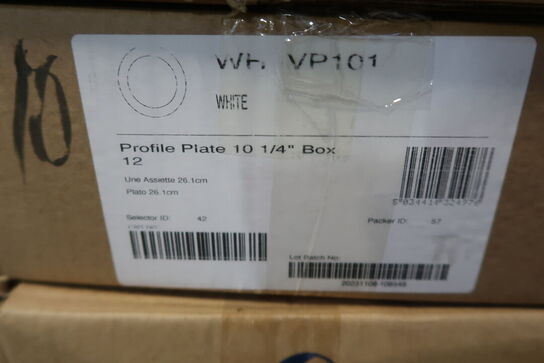 10
WH VP101
WHITE
Profile Plate 10 1/4" Box
12
Une Assiette 26.1cm
Plato 26.1cm
Selector ID: 42
Packer ID: 57
Lot Patch No: